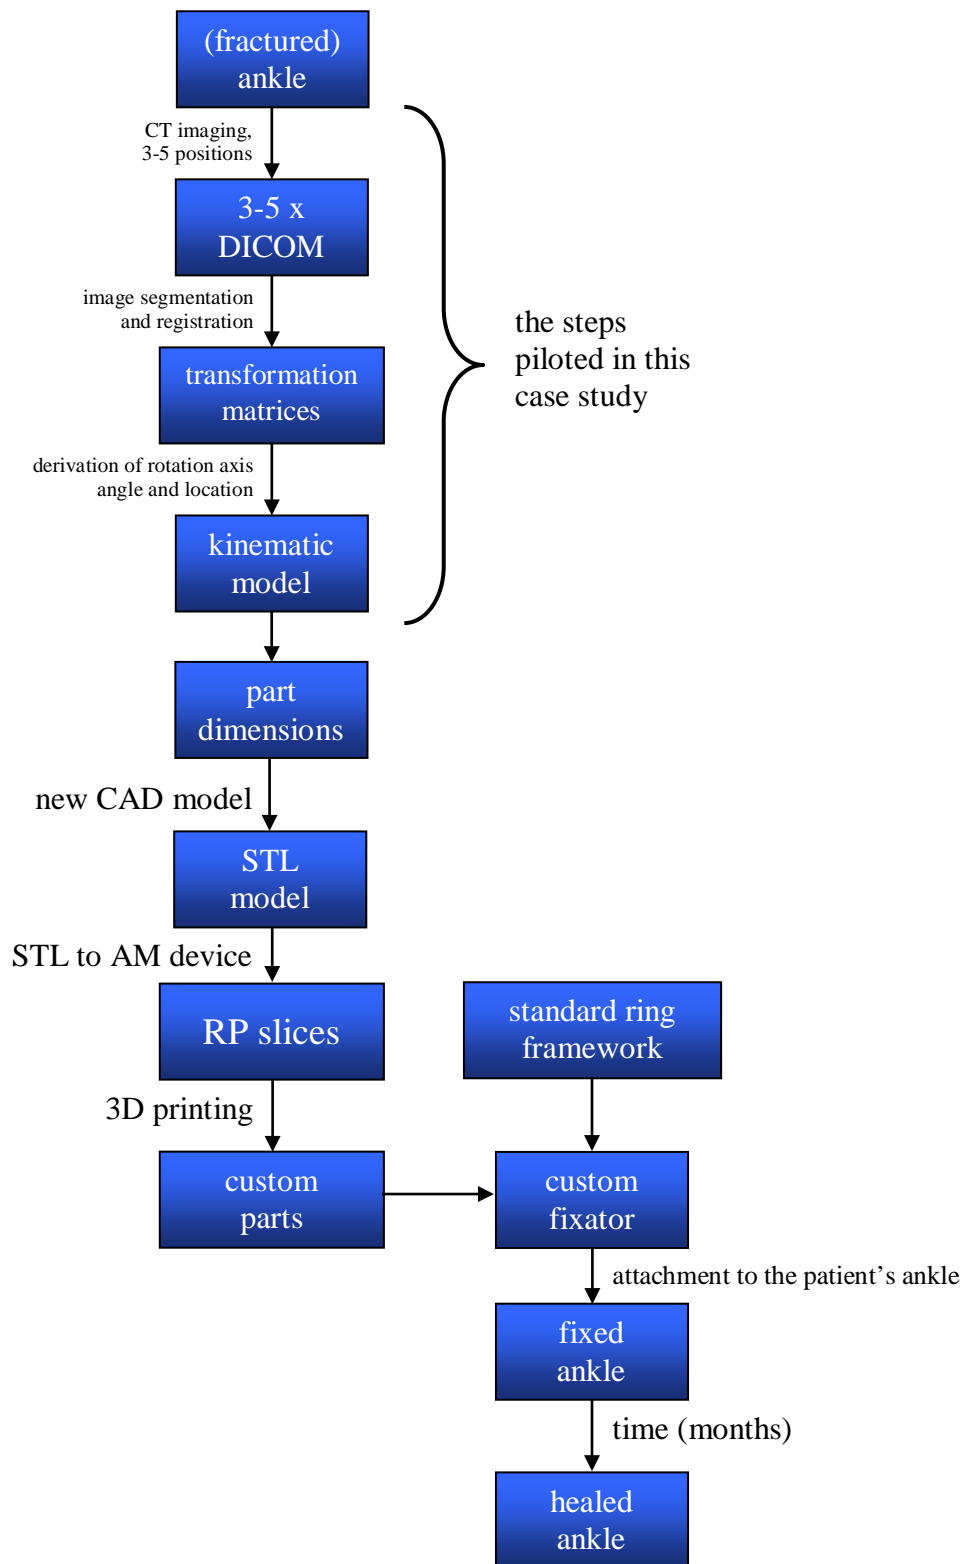 (fractured)
ankle
CT imaging,
3-5 positions
3-5 x
DICOM
image segmentation
and registration
the steps
piloted in this
case study
transformation
matrices
derivation of rotation axis
angle and location
kinematic
model
part
dimensions
new CAD model
STL
model
STL to AM device
RP slices
standard ring
framework
3D printing
custom
parts
custom
fixator
attachment to the patient’s ankle
fixed
ankle
time (months)
healed
ankle